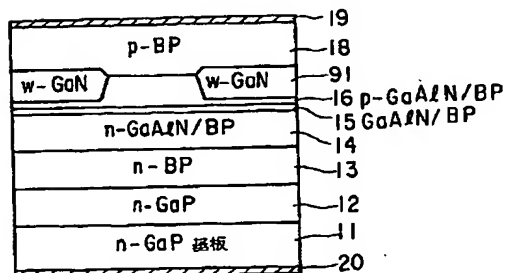 19
p-BP 18
w-GaN w-GaN 91
16 p-GaAlN/BP
15 GaAlN/BP
n-GaAlN/BP 14
n-BP 13
n-GaP 12
n-GaP 基板 11
20